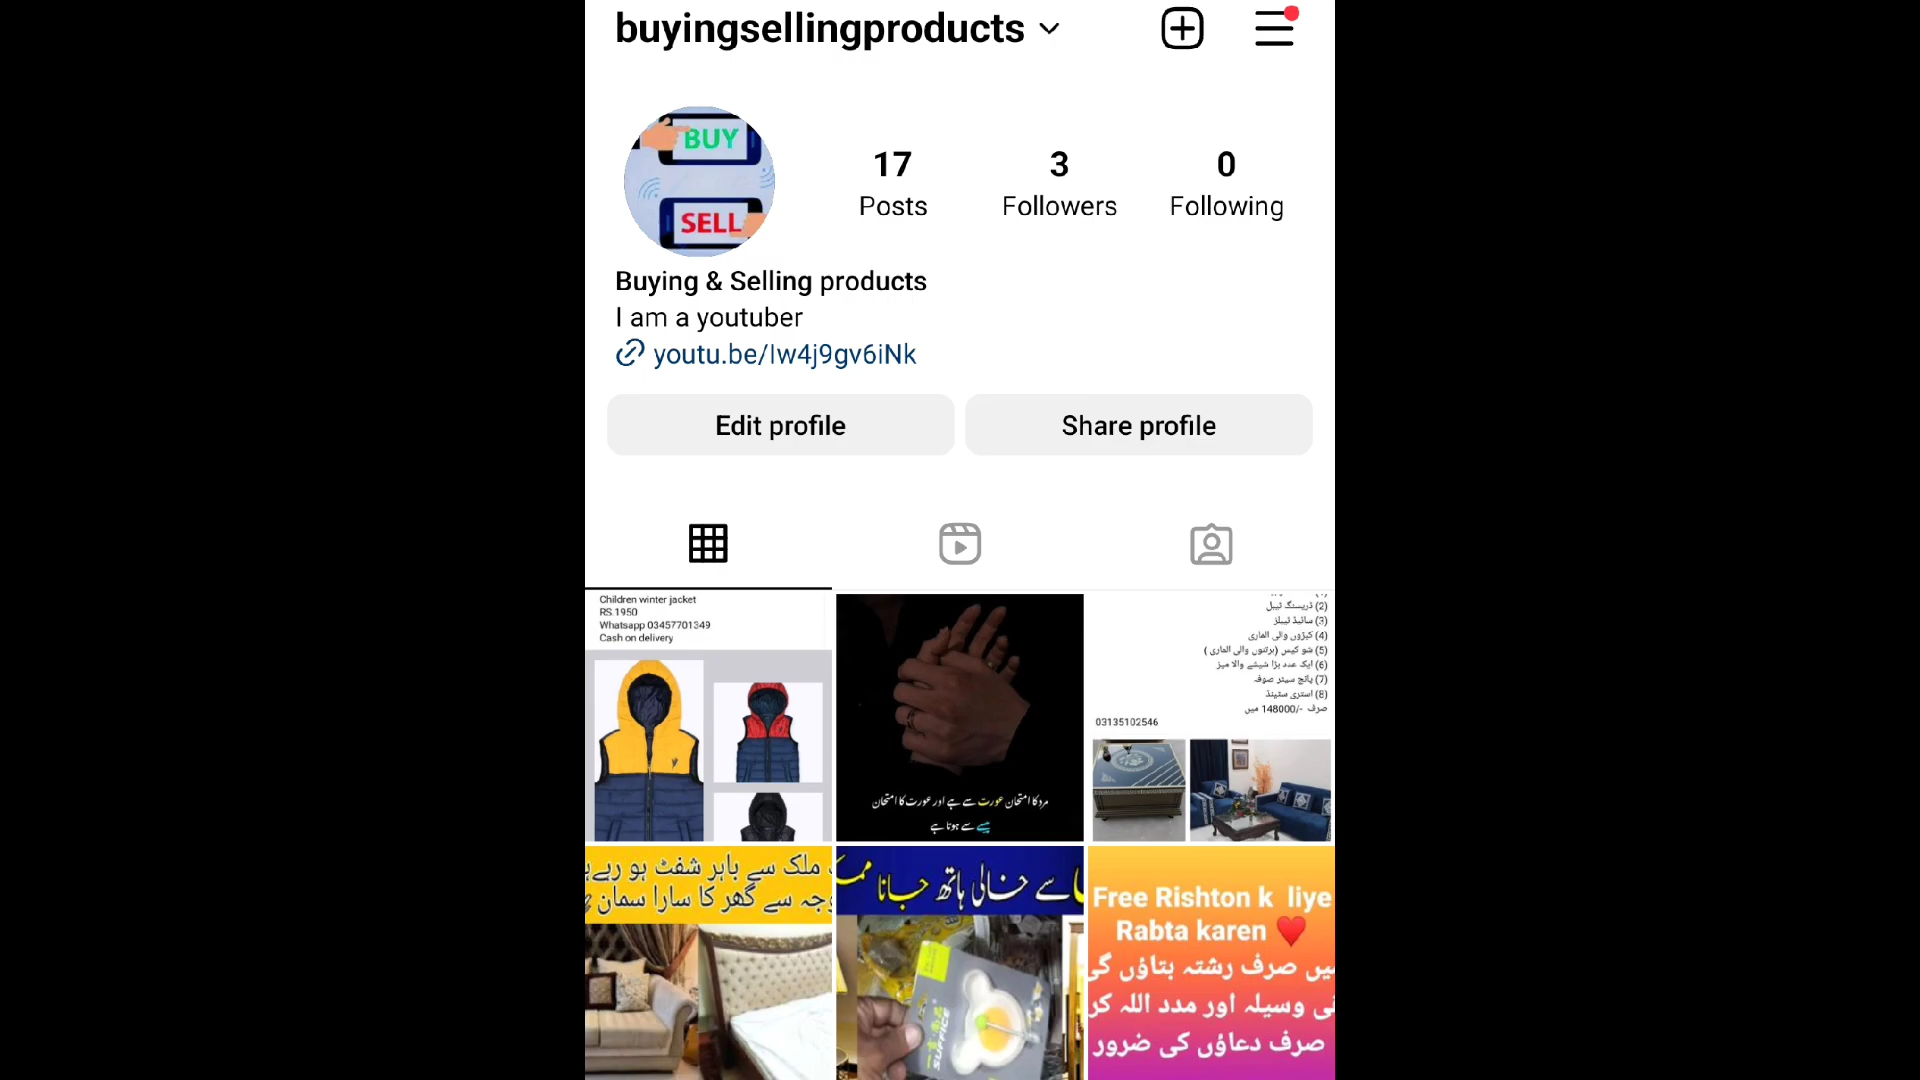 buyingsellingproducts
BUY
SELL
17
Posts
3
Followers
0
Following
Buying & Selling products
I am a youtuber
youtu.be/Iw4j9gv6iNk
Edit profile
Share profile
Children winter jacket
RS.1950
Whatsapp 03457701349
Cash on delivery
مرد کا امتحان عورت سے ہے اور عورت کا امتحان
پیسے سے ہوتا ہے
(2) ڈریسنگ ٹیبل
(3) سائیڈ ٹیبلز
(4) کپڑوں والی الماری
(5) شو کیس (برتنوں والی الماری )
(6) ایک عدد بڑا شیشے والا میز
(7) پانچ سیٹر صوفہ
(8) استری سٹینڈ
صرف -/148000 میں
03135102546
ملک سے باہر شفٹ ہو رہے
وجہ سے گھر کا سارا سمان
سے خالی ہاتھ جانا
SUFFICE
Free Rishton k liye
Rabta karen ❤️
میں صرف رشتہ بتاؤں گی
وسیلہ اور مدد اللہ کر
صرف دعاؤں کی ضرور